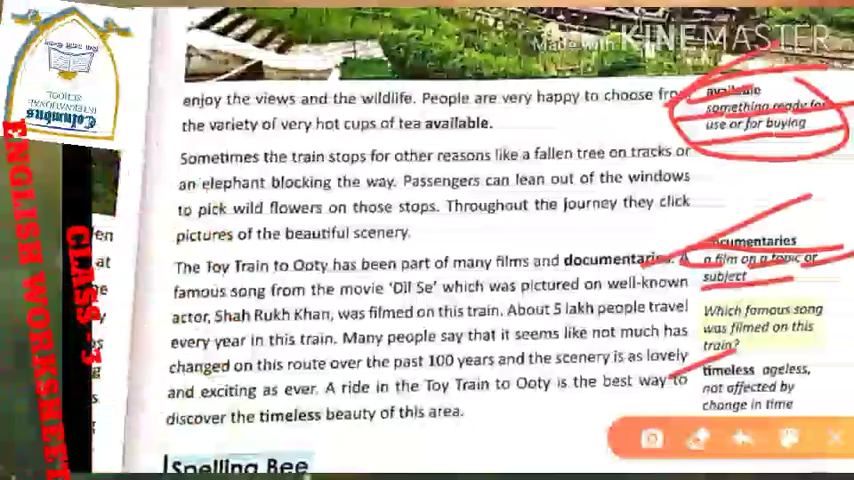 Made with KINEMASTER
Columbus
INTERNATIONAL
SCHOOL
ENGLISH WORKSHEET
CLASS-3
enjoy the views and the wildlife. People are very happy to choose from
the variety of very hot cups of tea available.
Sometimes the train stops for other reasons like a fallen tree on tracks or
an elephant blocking the way. Passengers can lean out of the windows
to pick wild flowers on those stops. Throughout the journey they click
pictures of the beautiful scenery.
The Toy Train to Ooty has been part of many films and documentaries. A
famous song from the movie ‘Dil Se’ which was pictured on well-known
actor, Shah Rukh Khan, was filmed on this train. About 5 lakh people travel
every year in this train. Many people say that it seems like not much has
changed on this route over the past 100 years and the scenery is as lovely
and exciting as ever. A ride in the Toy Train to Ooty is the best way to
discover the timeless beauty of this area.
Spelling Bee
available
something ready for
use or for buying
documentaries
a film on a topic or
subject
Which famous song
was filmed on this
train?
timeless ageless,
not affected by
change in time